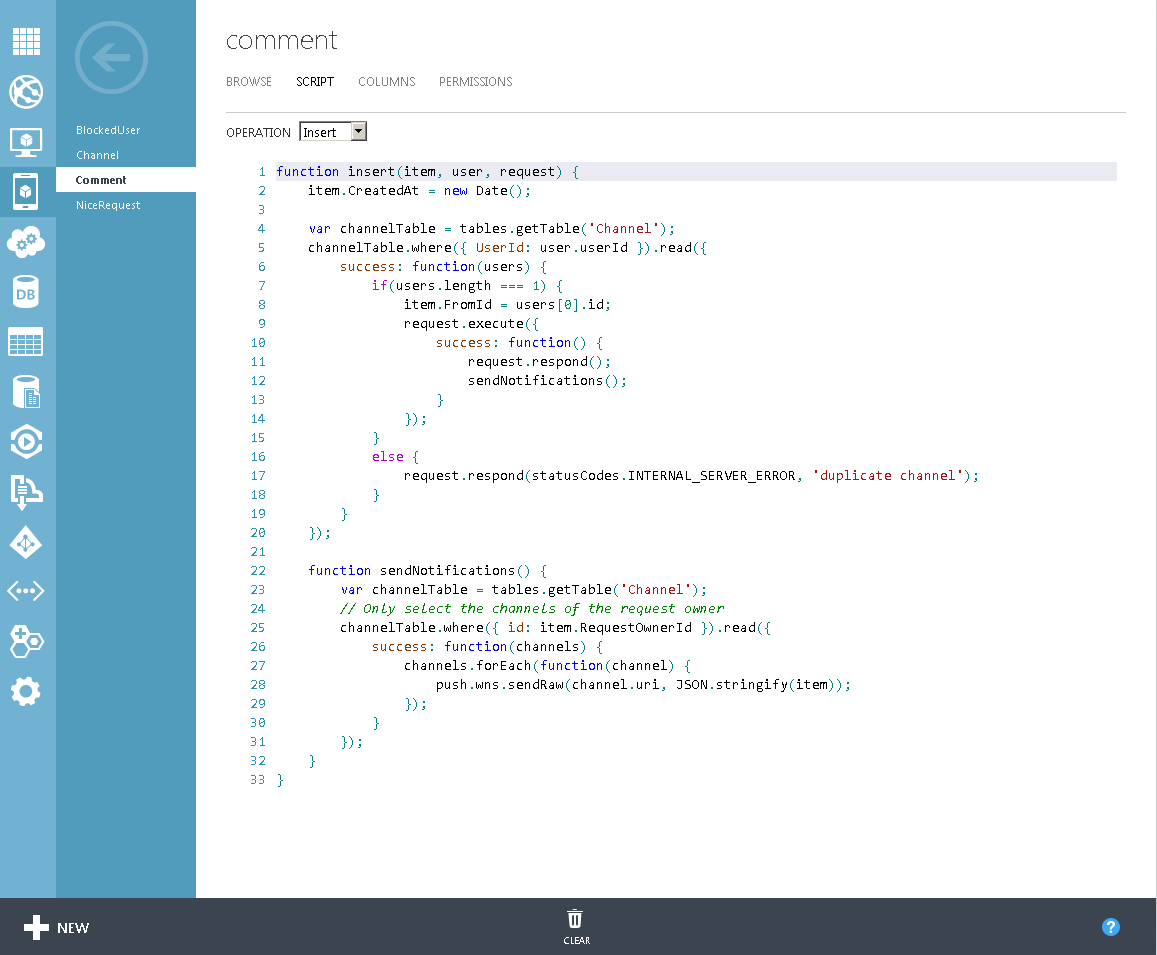 comment
BROWSE SCRIPT COLUMNS PERMISSIONS
OPERATION Insert
BlockedUser
Channel
Comment
NiceRequest
DB
1 function insert(item, user, request) {
2     item.CreatedAt = new Date();
3
4     var channelTable = tables.getTable('Channel');
5     channelTable.where({ UserId: user.userId }).read({
6         success: function(users) {
7             if(users.length === 1) {
8                 item.FromId = users[0].id;
9                 request.execute({
10                     success: function() {
11                         request.respond();
12                         sendNotifications();
13                     }
14                 });
15             }
16             else {
17                 request.respond(statusCodes.INTERNAL_SERVER_ERROR, 'duplicate channel');
18             }
19         }
20     });
21
22     function sendNotifications() {
23         var channelTable = tables.getTable('Channel');
24         // Only select the channels of the request owner
25         channelTable.where({ id: item.RequestOwnerId }).read({
26             success: function(channels) {
27                 channels.forEach(function(channel) {
28                     push.wns.sendRaw(channel.uri, JSON.stringify(item));
29                 });
30             }
31         });
32     }
33 }
NEW
CLEAR
?